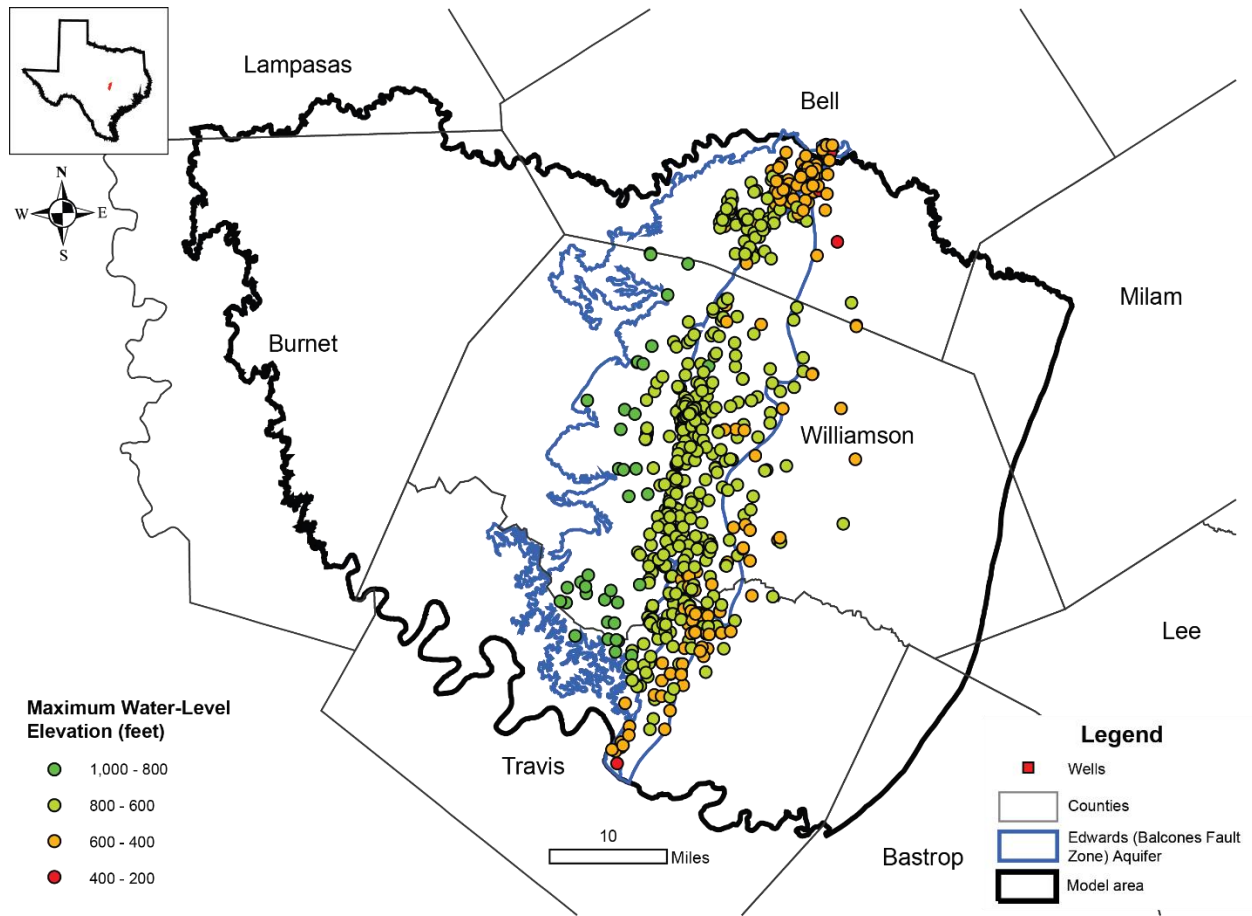 Lampasas
Bell
N
W
E
S
Milam
Burnet
Williamson
Lee
Maximum Water-Level
Elevation (feet)
1,000 - 800
800 - 600
600 - 400
400 - 200
Travis
10
Miles
Bastrop
Legend
Wells
Counties
Edwards (Balcones Fault
Zone) Aquifer
Model area